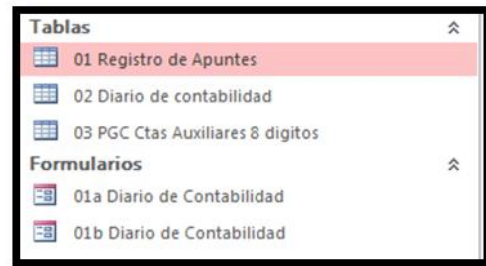 Tablas
01 Registro de Apuntes
02 Diario de contabilidad
03 PGC Ctas Auxiliares 8 digitos
Formularios
01a Diario de Contabilidad
01b Diario de Contabilidad